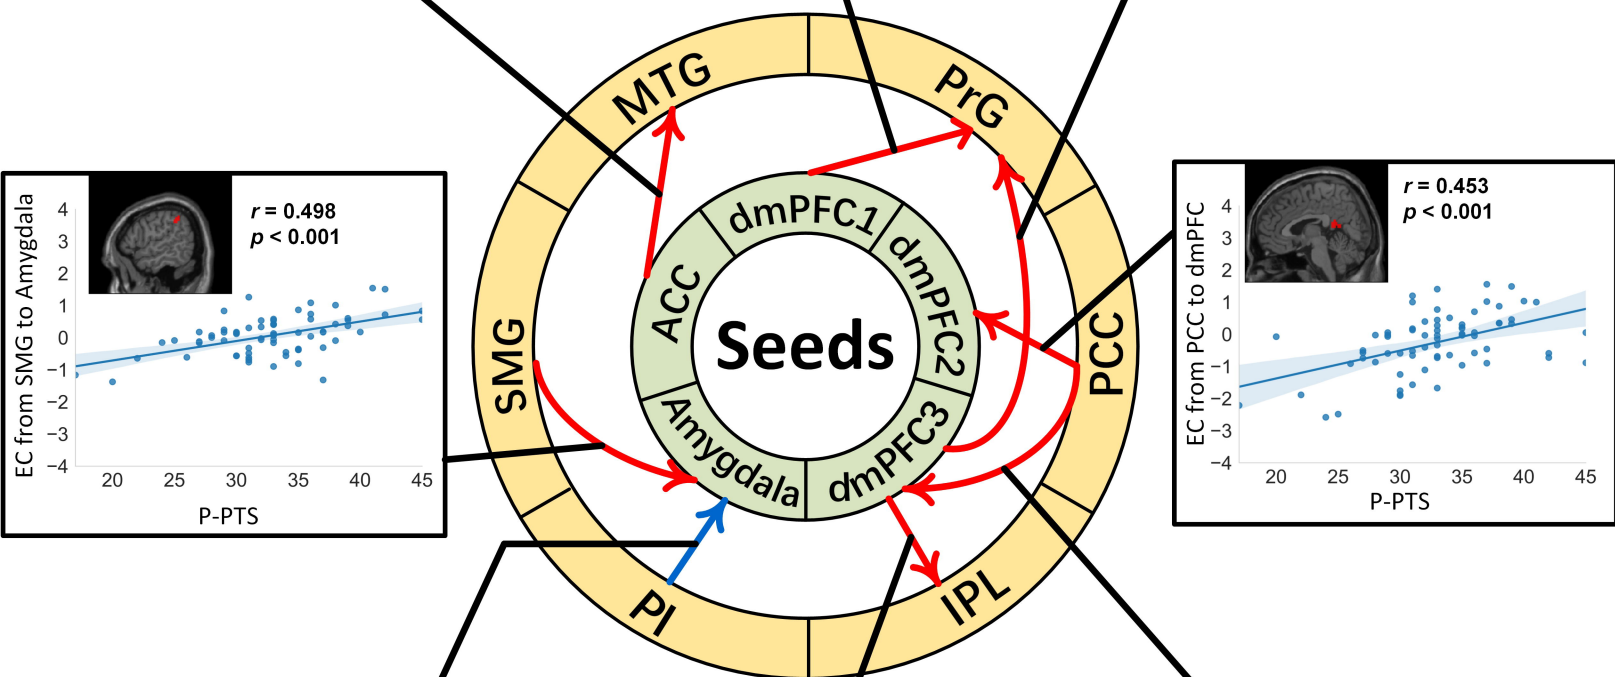 MTG
PrG
SMG
PCC
PI
IPL
dmPFC1
dmPFC2
dmPFC3
ACC
Amygdala
Seeds
EC from SMG to Amygdala
r = 0.498
p < 0.001
4
3
2
1
0
−1
−2
−3
−4
20 25 30 35 40 45
P-PTS
EC from PCC to dmPFC
r = 0.453
p < 0.001
4
3
2
1
0
−1
−2
−3
−4
20 25 30 35 40 45
P-PTS